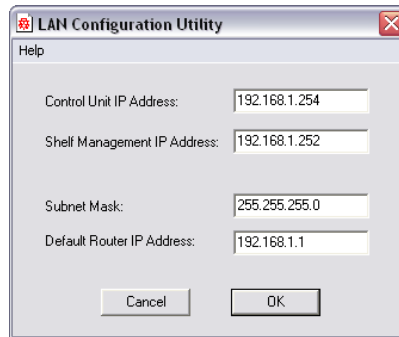 LAN Configuration Utility
Help
Control Unit IP Address: 192.168.1.254
Shelf Management IP Address: 192.168.1.252
Subnet Mask: 255.255.255.0
Default Router IP Address: 192.168.1.1
Cancel OK